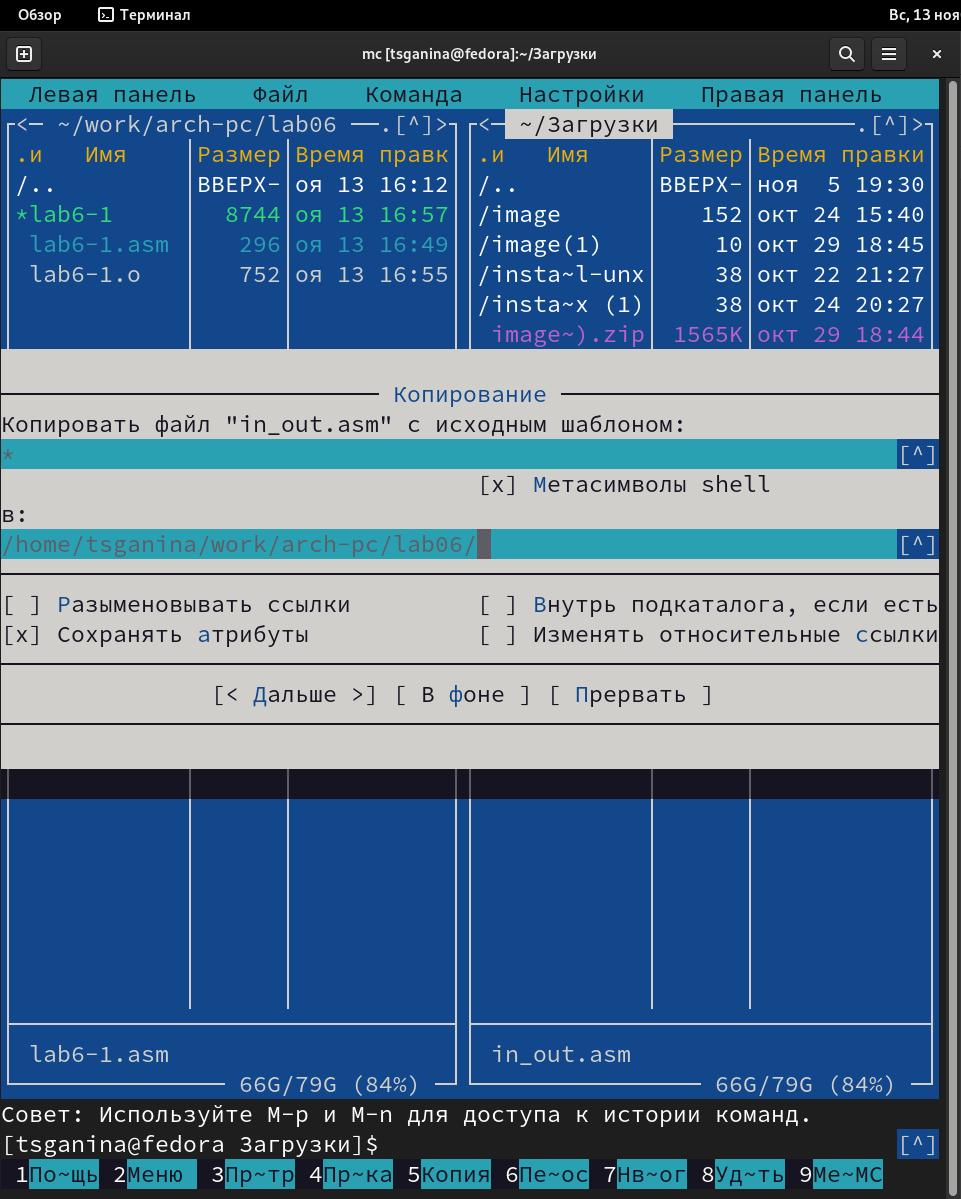 Обзор Терминал Вс, 13 ноя
mc [tsganina@fedora]:~/Загрузки
Левая панель Файл Команда Настройки Правая панель
<─ ~/work/arch-pc/lab06 ──.[^]> <─ ~/Загрузки ──.[^]>
.и Имя Размер Время правк .и Имя Размер Время правки
/.. ВВЕРХ- оя 13 16:12 /.. ВВЕРХ- ноя 5 19:30
*lab6-1 8744 оя 13 16:57 /image 152 окт 24 15:40
lab6-1.asm 296 оя 13 16:49 /image(1) 10 окт 29 18:45
lab6-1.o 752 оя 13 16:55 /insta~l-unx 38 окт 22 21:27
/insta~x (1) 38 окт 24 20:27
image~).zip 1565K окт 29 18:44
Копирование
Копировать файл "in_out.asm" с исходным шаблоном:
* [^]
[x] Метасимволы shell
в:
/home/tsganina/work/arch-pc/lab06/ [^]
[ ] Разыменовывать ссылки [ ] Внутрь подкаталога, если есть
[x] Сохранять атрибуты [ ] Изменять относительные ссылки
[< Дальше >] [ В фоне ] [ Прервать ]
lab6-1.asm in_out.asm
66G/79G (84%) 66G/79G (84%)
Совет: Используйте M-p и M-n для доступа к истории команд.
[tsganina@fedora Загрузки]$ [^]
1По~щь 2Меню 3Пр~тр 4Пр~ка 5Копия 6Пе~ос 7Нв~ог 8Уд~ть 9Ме~МС